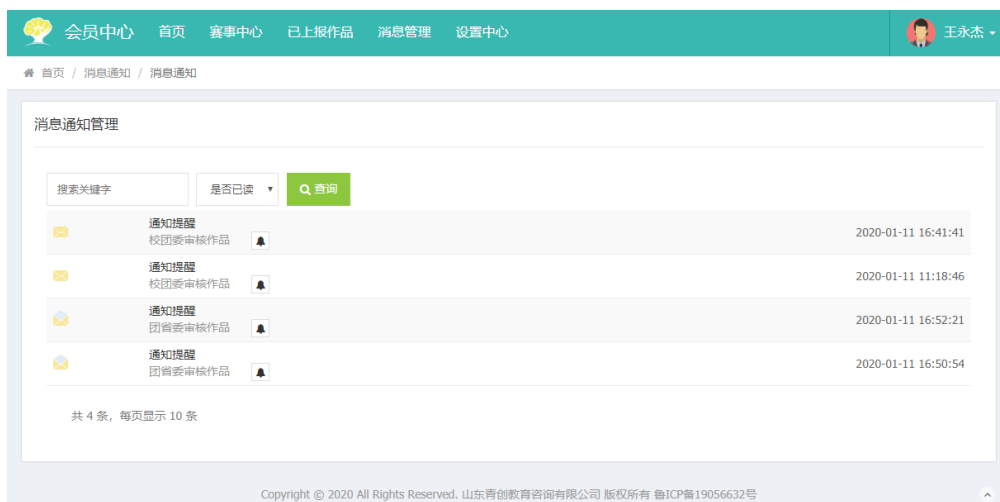 会员中心 首页 赛事中心 已上报作品 消息管理 设置中心 王永杰
首页 / 消息通知 / 消息通知
消息通知管理
搜索关键字 是否已读 查询
通知提醒
校团委审核作品
2020-01-11 16:41:41
通知提醒
校团委审核作品
2020-01-11 11:18:46
通知提醒
团省委审核作品
2020-01-11 16:52:21
通知提醒
团省委审核作品
2020-01-11 16:50:54
共 4 条，每页显示 10 条
Copyright © 2020 All Rights Reserved. 山东青创教育咨询有限公司 版权所有 鲁ICP备19056632号